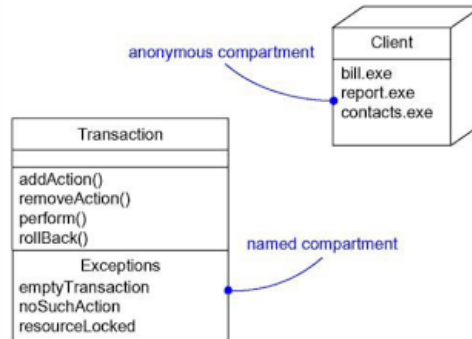 anonymous compartment
Client
bill.exe
report.exe
contacts.exe
Transaction
addAction()
removeAction()
perform()
rollBack()
Exceptions
emptyTransaction
noSuchAction
resourceLocked
named compartment